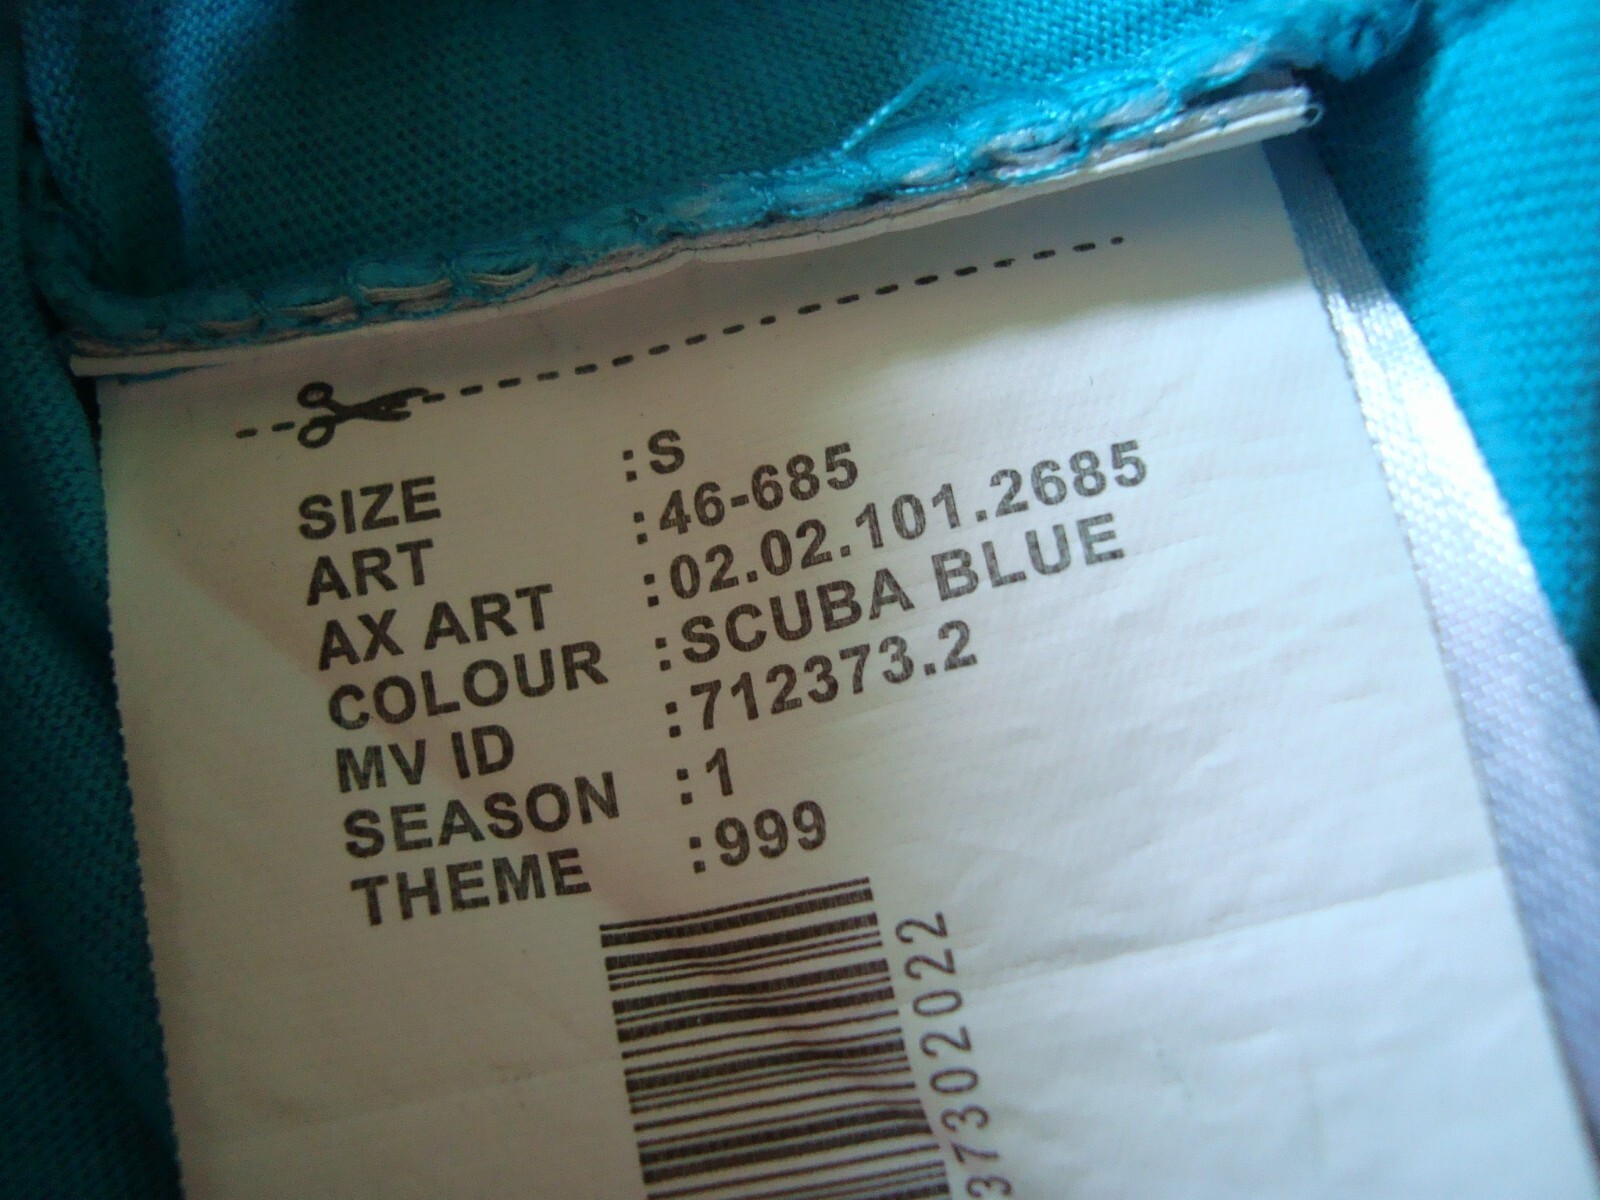 SIZE :S
ART :46-685
AX ART :02.02.101.2685
COLOUR :SCUBA BLUE
MV ID :712373.2
SEASON :1
THEME :999
37302022